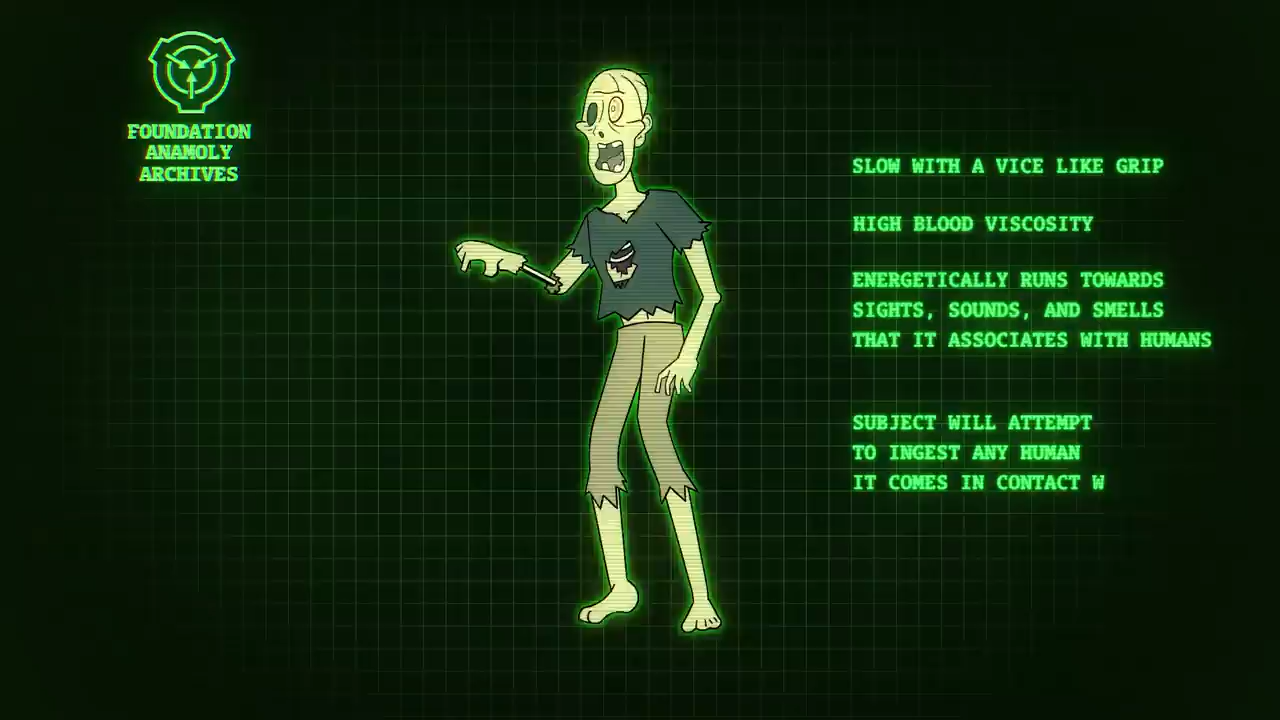 FOUNDATION
ANAMOLY
ARCHIVES
SLOW WITH A VICE LIKE GRIP
HIGH BLOOD VISCOSITY
ENERGETICALLY RUNS TOWARDS
SIGHTS, SOUNDS, AND SMELLS
THAT IT ASSOCIATES WITH HUMANS
SUBJECT WILL ATTEMPT
TO INGEST ANY HUMAN
IT COMES IN CONTACT W